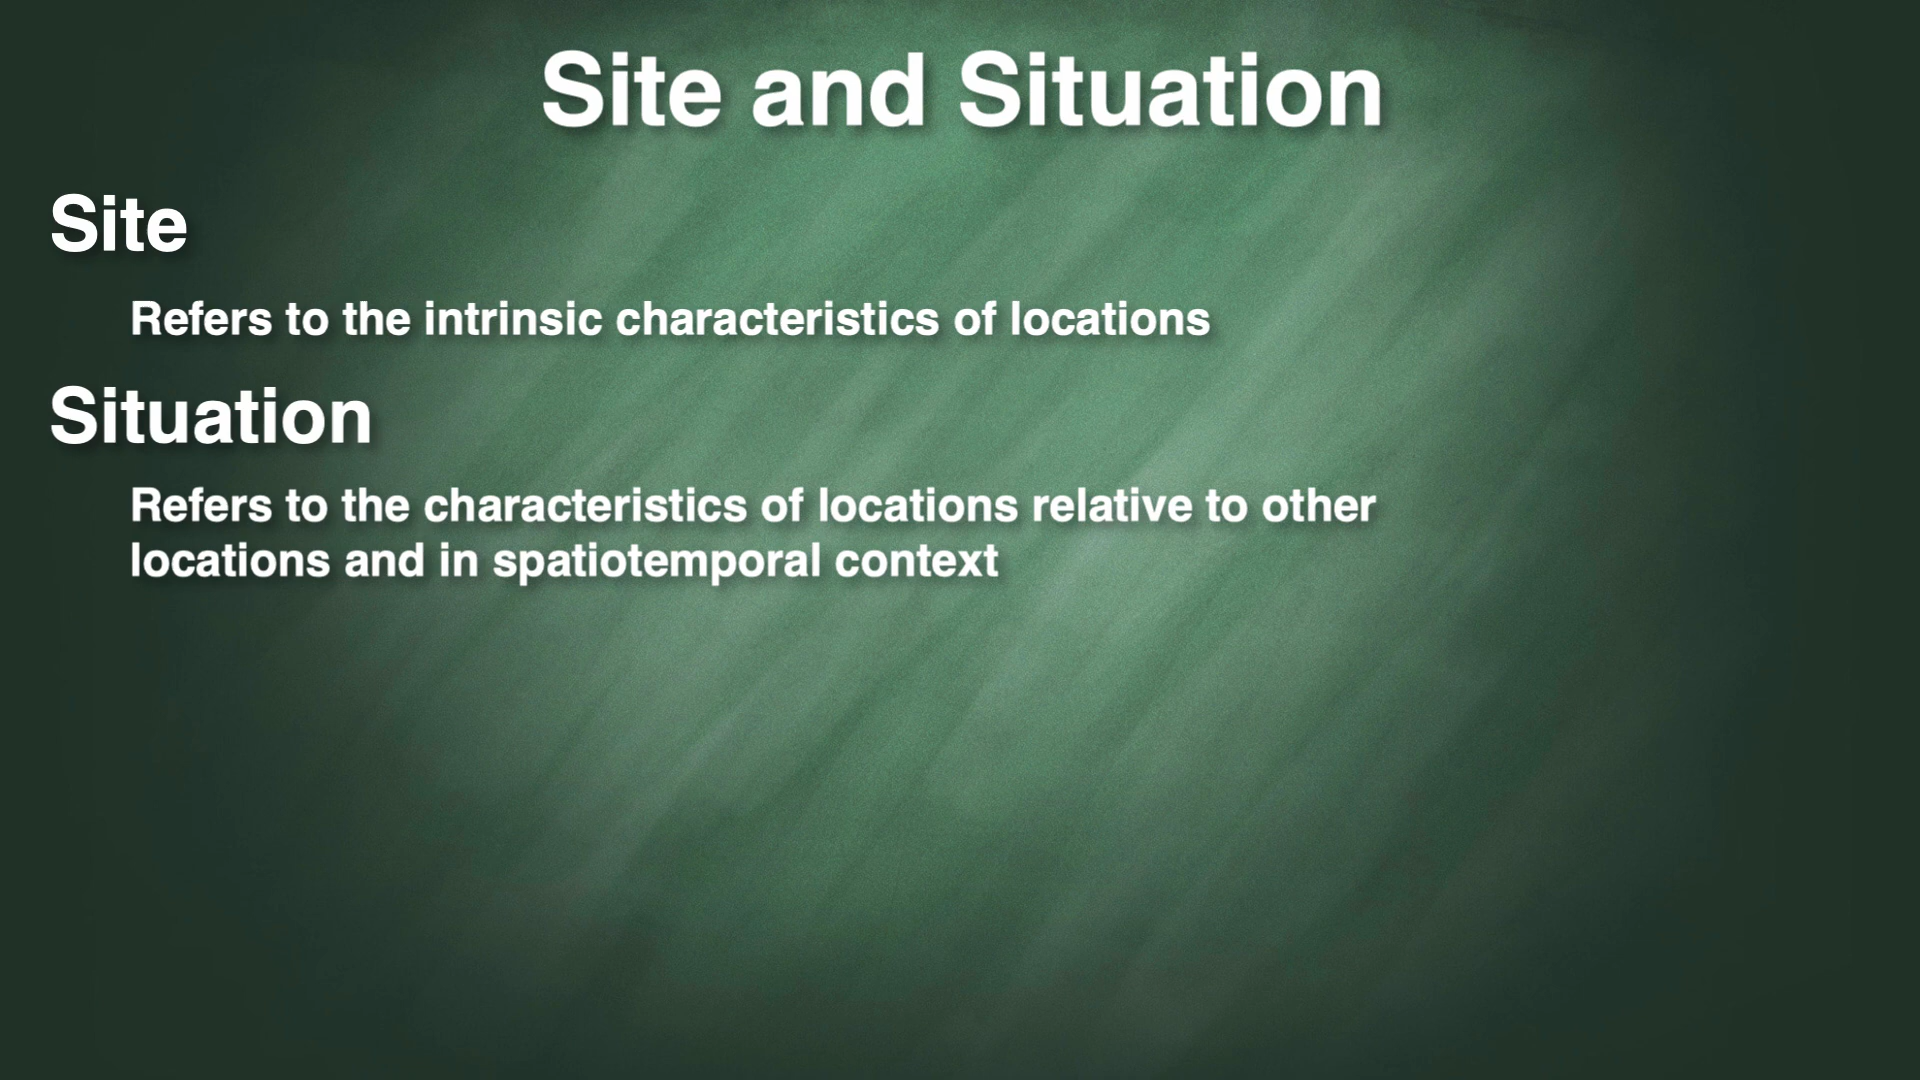 Site and Situation
Site
Refers to the intrinsic characteristics of locations
Situation
Refers to the characteristics of locations relative to other
locations and in spatiotemporal context